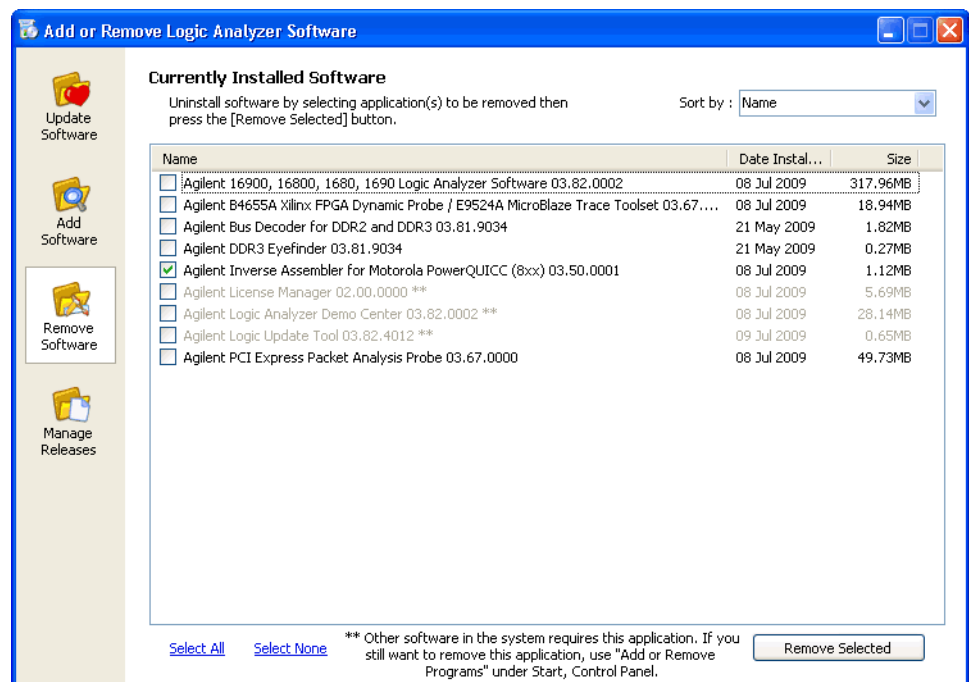 Add or Remove Logic Analyzer Software
Update
Software
Add
Software
Remove
Software
Manage
Releases
Currently Installed Software
Uninstall software by selecting application(s) to be removed then
press the [Remove Selected] button.
Sort by : Name
Name Date Instal... Size
Agilent 16900, 16800, 1680, 1690 Logic Analyzer Software 03.82.0002 08 Jul 2009 317.96MB
Agilent B4655A Xilinx FPGA Dynamic Probe / E9524A MicroBlaze Trace Toolset 03.67.... 08 Jul 2009 18.94MB
Agilent Bus Decoder for DDR2 and DDR3 03.81.9034 21 May 2009 1.82MB
Agilent DDR3 Eyefinder 03.81.9034 21 May 2009 0.27MB
Agilent Inverse Assembler for Motorola PowerQUICC (8xx) 03.50.0001 08 Jul 2009 1.12MB
Agilent License Manager 02.00.0000 ** 08 Jul 2009 5.69MB
Agilent Logic Analyzer Demo Center 03.82.0002 ** 08 Jul 2009 28.14MB
Agilent Logic Update Tool 03.82.4012 ** 09 Jul 2009 0.65MB
Agilent PCI Express Packet Analysis Probe 03.67.0000 08 Jul 2009 49.73MB
Select All Select None
** Other software in the system requires this application. If you
still want to remove this application, use "Add or Remove
Programs" under Start, Control Panel.
Remove Selected